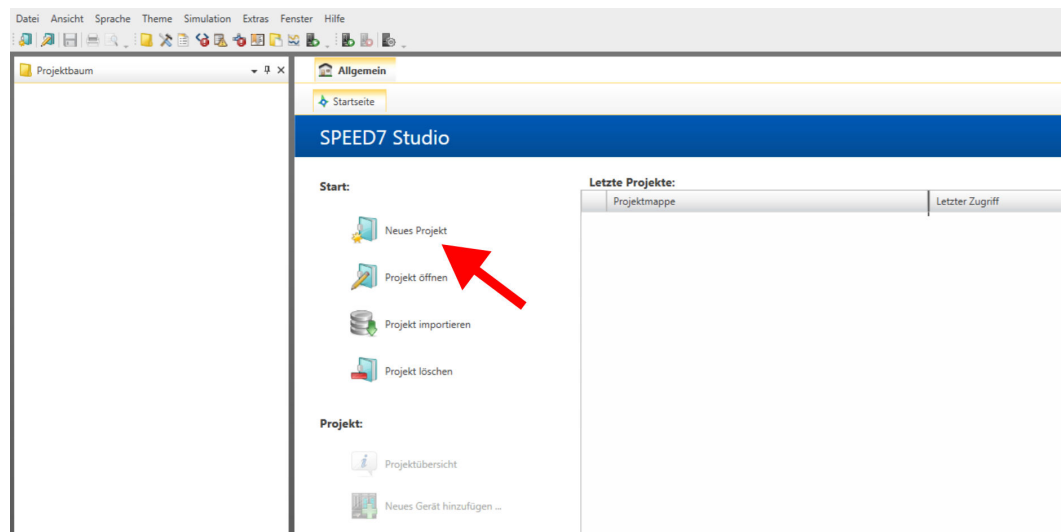 Datei Ansicht Sprache Theme Simulation Extras Fenster Hilfe
Projektbaum
Allgemein
Startseite
SPEED7 Studio
Start:
Neues Projekt
Projekt öffnen
Projekt importieren
Projekt löschen
Projekt:
Projektübersicht
Neues Gerät hinzufügen ...
Letzte Projekte:
Projektmappe Letzter Zugriff